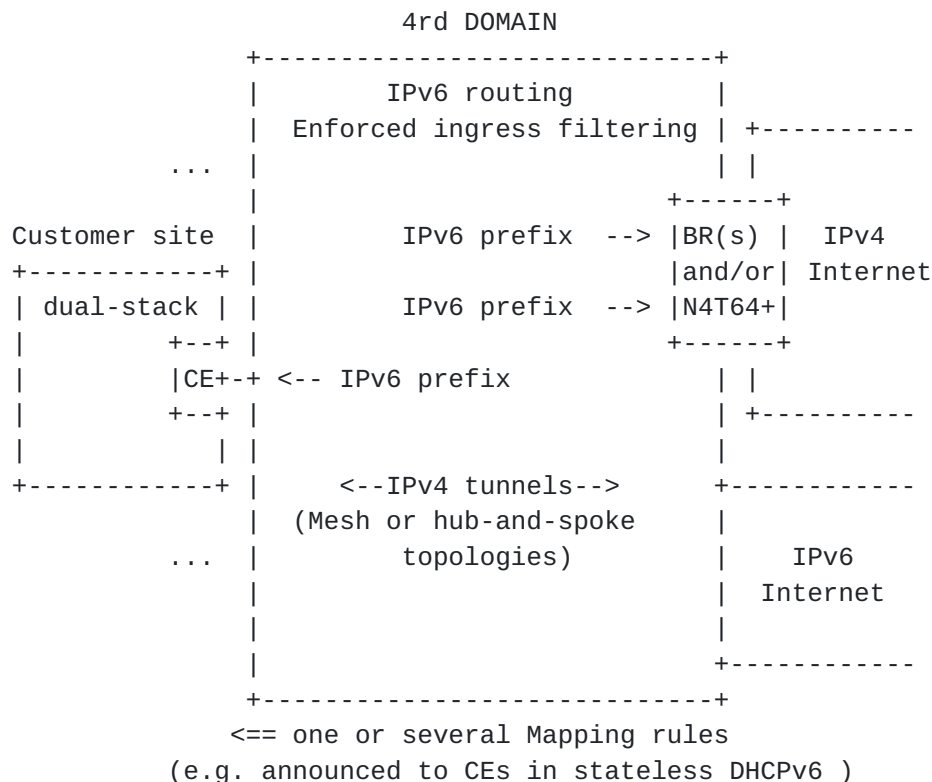 4rd DOMAIN
+-----------------------------+
|        IPv6 routing         |
|  Enforced ingress filtering | +----------
...  |                             | |
|                          +------+
Customer site  |         IPv6 prefix  --> |BR(s) |  IPv4
+------------+ |                          |and/or| Internet
| dual-stack | |         IPv6 prefix  --> |N4T64+|
|         +--+ |                          +------+
|         |CE+-+ <-- IPv6 prefix             | |
|         +--+ |                             | +----------
|            | |                             |
+------------+ |     <--IPv4 tunnels-->      +------------
|  (Mesh or hub-and-spoke     |
...  |         topologies)         |    IPv6
|                             |  Internet
|                             |
|                             +------------
+-----------------------------+
<== one or several Mapping rules
(e.g. announced to CEs in stateless DHCPv6 )